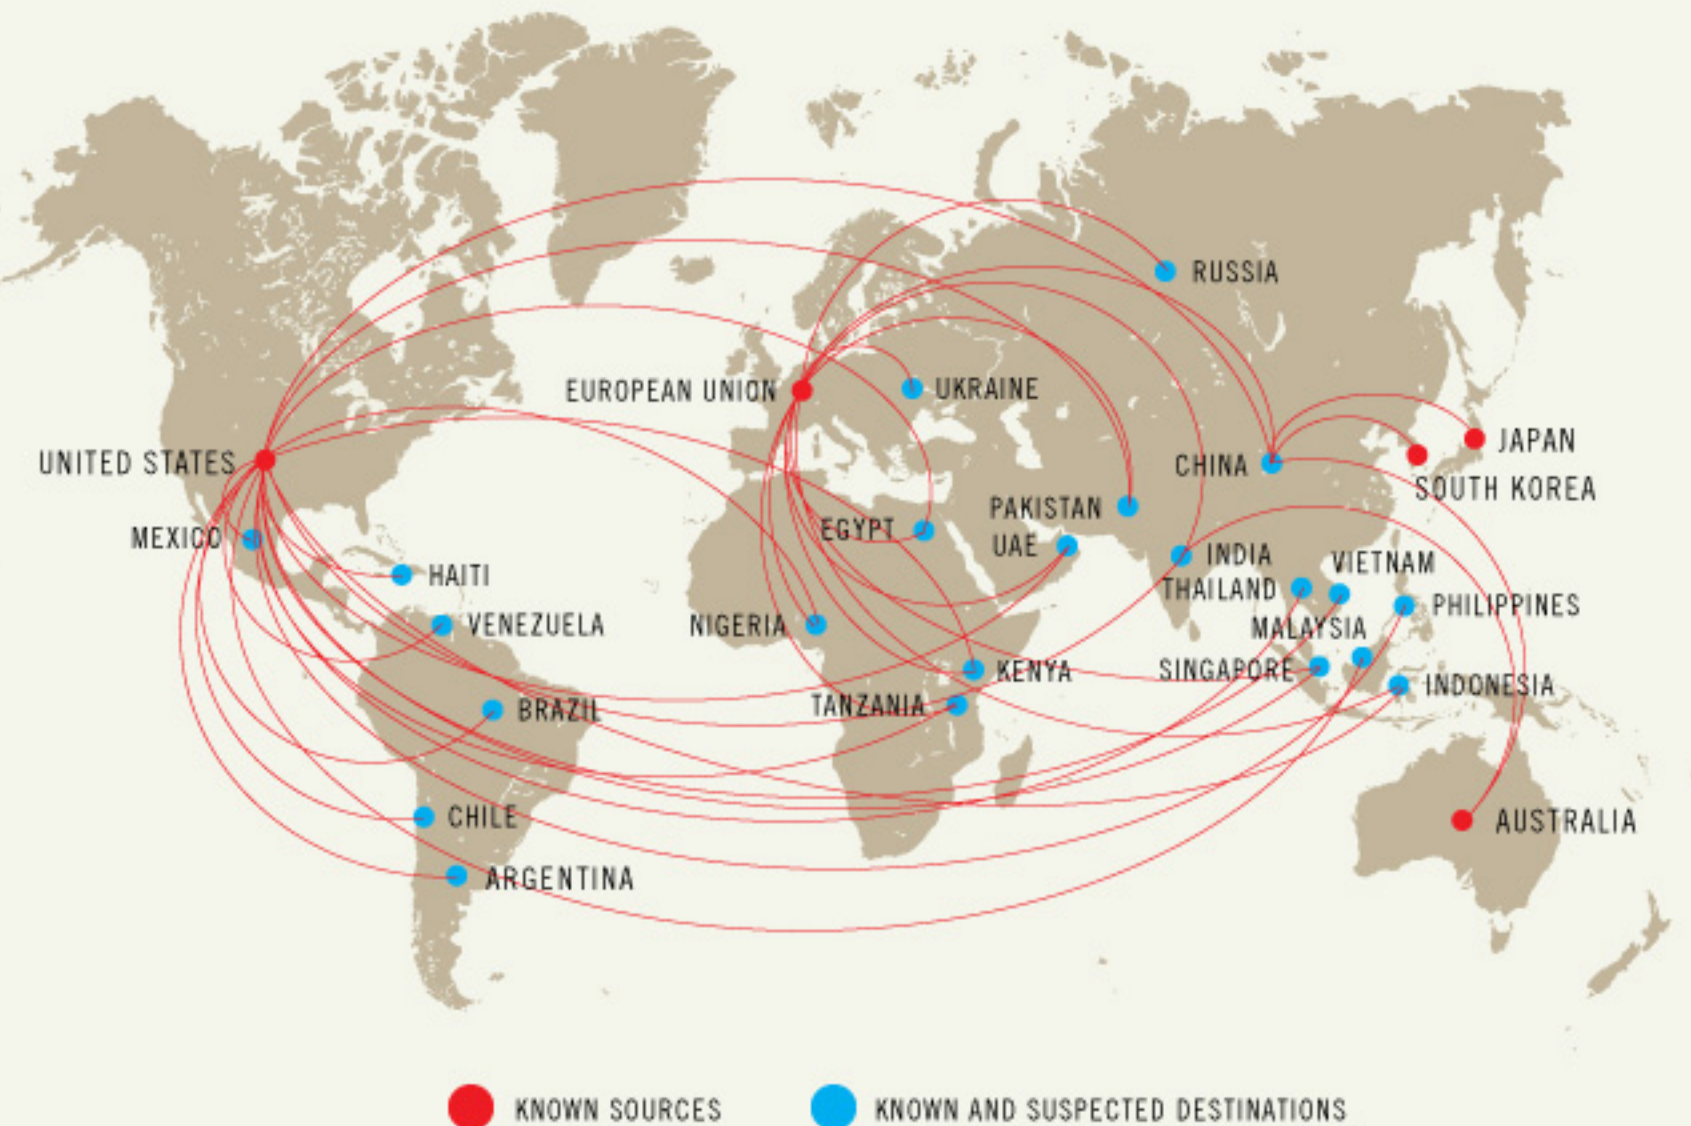 RUSSIA
EUROPEAN UNION
UKRAINE
UNITED STATES
CHINA
JAPAN
SOUTH KOREA
MEXICO
EGYPT
PAKISTAN
UAE
INDIA
VIETNAM
THAILAND
HAITI
PHILIPPINES
VENEZUELA
NIGERIA
MALAYSIA
KENYA
SINGAPORE
INDONESIA
BRAZIL
TANZANIA
CHILE
AUSTRALIA
ARGENTINA
KNOWN SOURCES
KNOWN AND SUSPECTED DESTINATIONS